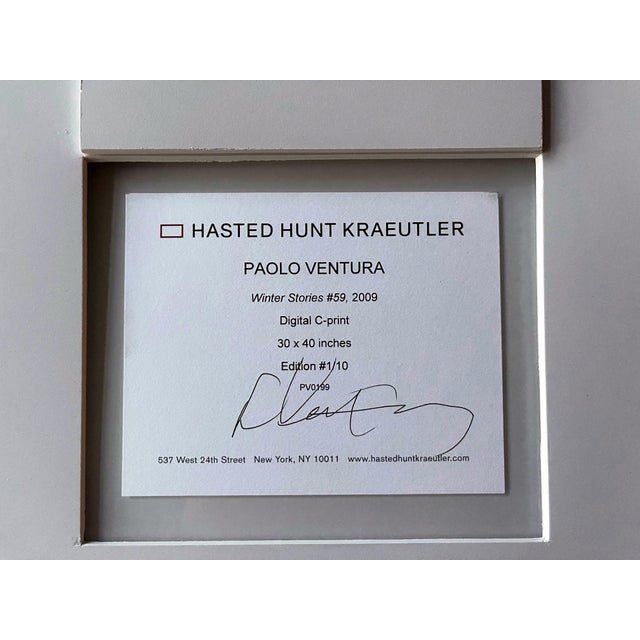 HASTED HUNT KRAEUTLER
PAOLO VENTURA
Winter Stories #59, 2009
Digital C-print
30 x 40 inches
Edition #1/10
PV0199
537 West 24th Street New York, NY 10011 www.hastedhuntkraeutler.com